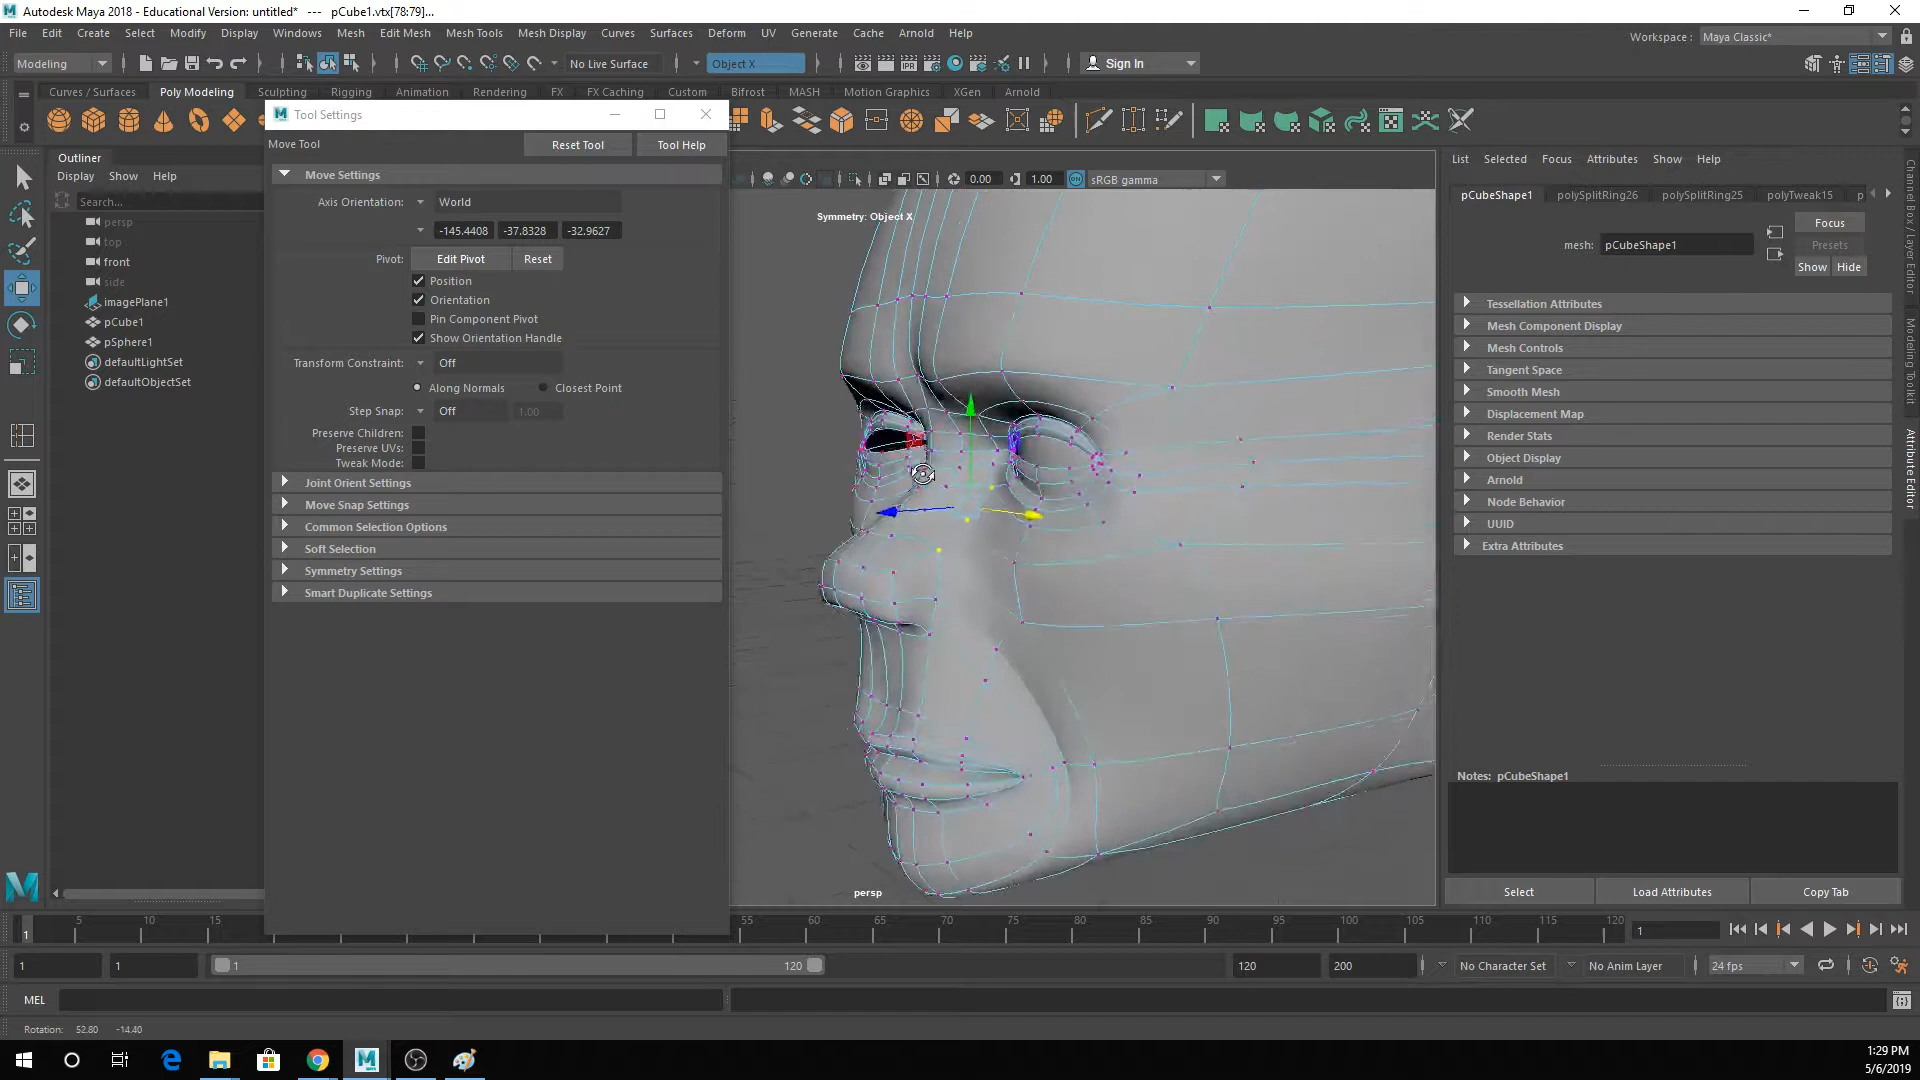 Autodesk Maya 2018 - Educational Version: untitled*   ---   pCube1.vtx[78:79]...
File Edit Create Select Modify Display Windows Mesh Edit Mesh Mesh Tools Mesh Display Curves Surfaces Deform UV Generate Cache Arnold Help
Workspace : Maya Classic*
Modeling No Live Surface Object X Sign In
Curves / Surfaces Poly Modeling Sculpting Rigging Animation Rendering FX FX Caching Custom Bifrost MASH Motion Graphics XGen Arnold
Tool Settings
Move Tool Reset Tool Tool Help
Move Settings
Axis Orientation: World
-145.4408 -37.8328 -32.9627
Pivot: Edit Pivot Reset
Position
Orientation
Pin Component Pivot
Show Orientation Handle
Transform Constraint: Off
Along Normals Closest Point
Step Snap: Off 1.00
Preserve Children:
Preserve UVs:
Tweak Mode:
Joint Orient Settings
Move Snap Settings
Common Selection Options
Soft Selection
Symmetry Settings
Smart Duplicate Settings
Outliner
Display Show Help
Search...
persp
top
front
side
imagePlane1
pCube1
pSphere1
defaultLightSet
defaultObjectSet
0.00 1.00 sRGB gamma
Symmetry: Object X
persp
List Selected Focus Attributes Show Help
pCubeShape1 polySplitRing26 polySplitRing25 polyTweak15 p
Focus
mesh: pCubeShape1 Presets
Show Hide
Tessellation Attributes
Mesh Component Display
Mesh Controls
Tangent Space
Smooth Mesh
Displacement Map
Render Stats
Object Display
Arnold
Node Behavior
UUID
Extra Attributes
Notes: pCubeShape1
Select Load Attributes Copy Tab
Channel Box / Layer Editor
Modeling Toolkit
Attribute Editor
5 10 15 55 60 65 70 75 80 85 90 95 100 105 110 115 120
1 1
1 1 1 120 120 200 No Character Set No Anim Layer 24 fps
MEL
Rotation: 52.80 -14.40
1:29 PM
5/6/2019